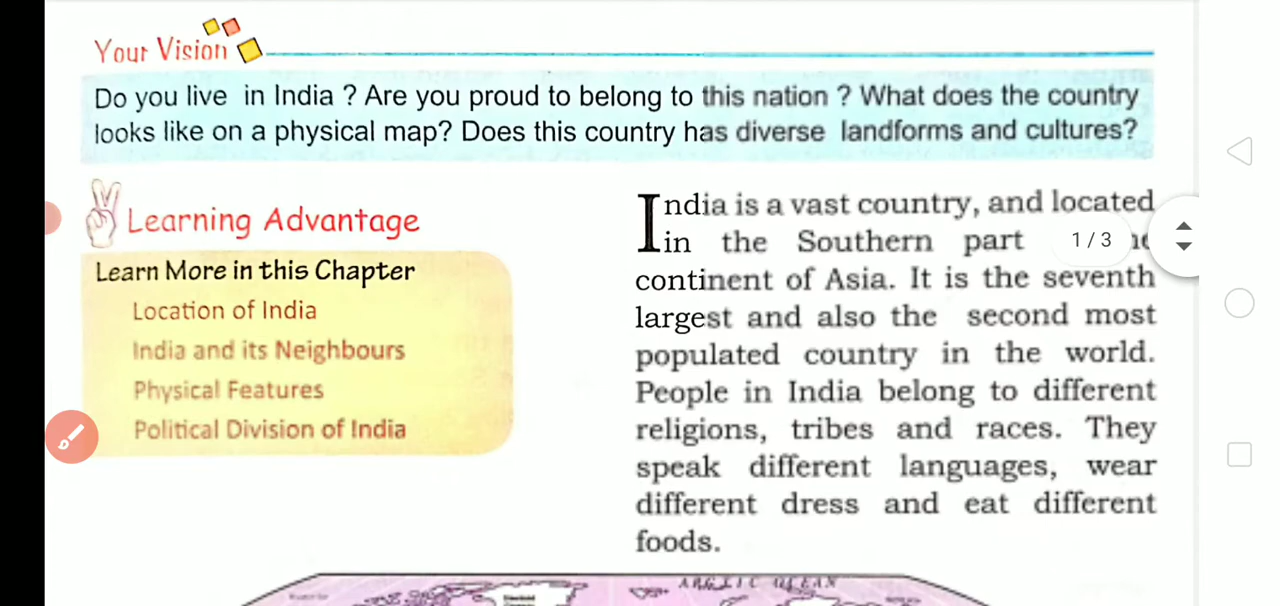 Your Vision
Do you live in India ? Are you proud to belong to this nation ? What does the country
looks like on a physical map? Does this country has diverse landforms and cultures?
Learning Advantage
Learn More in this Chapter
Location of India
India and its Neighbours
Physical Features
Political Division of India
India is a vast country, and located
in the Southern part
1 / 3
continent of Asia. It is the seventh
largest and also the second most
populated country in the world.
People in India belong to different
religions, tribes and races. They
speak different languages, wear
different dress and eat different
foods.
ARCTIC OCEAN